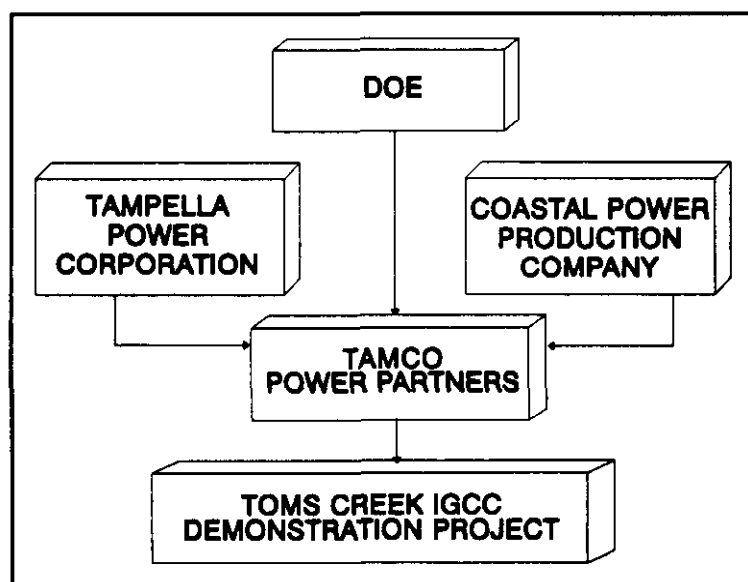 DOE
TAMPELLA
POWER
CORPORATION
COASTAL POWER
PRODUCTION
COMPANY
TAMCO
POWER PARTNERS
TOMS CREEK IGCC
DEMONSTRATION PROJECT